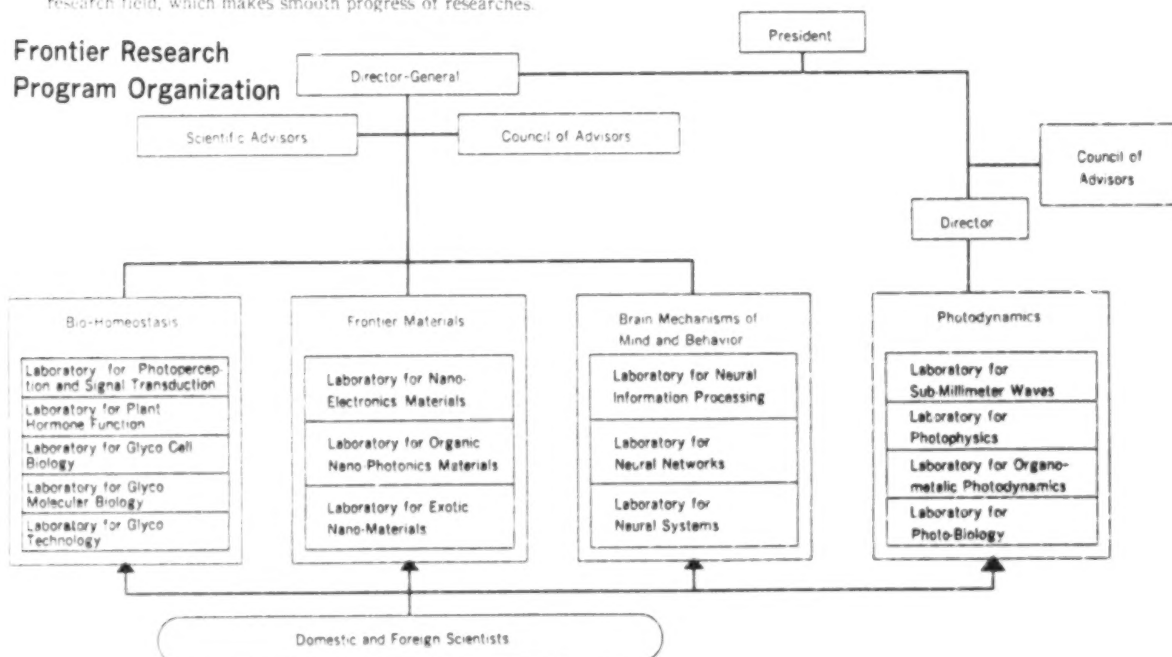 research field, which makes smooth progress of researches.
Frontier Research
Program Organization
President
Director-General
Scientific Advisors
Council of Advisors
Council of
Advisors
Director
Bio-Homeostasis
Laboratory for Photopercep-
tion and Signal Transduction
Laboratory for Plant
Hormone Function
Laboratory for Glyco Cell
Biology
Laboratory for Glyco
Molecular Biology
Laboratory for Glyco
Technology
Frontier Materials
Laboratory for Nano-
Electronics Materials
Laboratory for Organic
Nano-Photonics Materials
Laboratory for Exotic
Nano-Materials
Brain Mechanisms of
Mind and Behavior
Laboratory for Neural
Information Processing
Laboratory for
Neural Networks
Laboratory for
Neural Systems
Photodynamics
Laboratory for
Sub-Millimeter Waves
Laboratory for
Photophysics
Laboratory for Organo-
metalic Photodynamics
Laboratory for
Photo-Biology
Domestic and Foreign Scientists